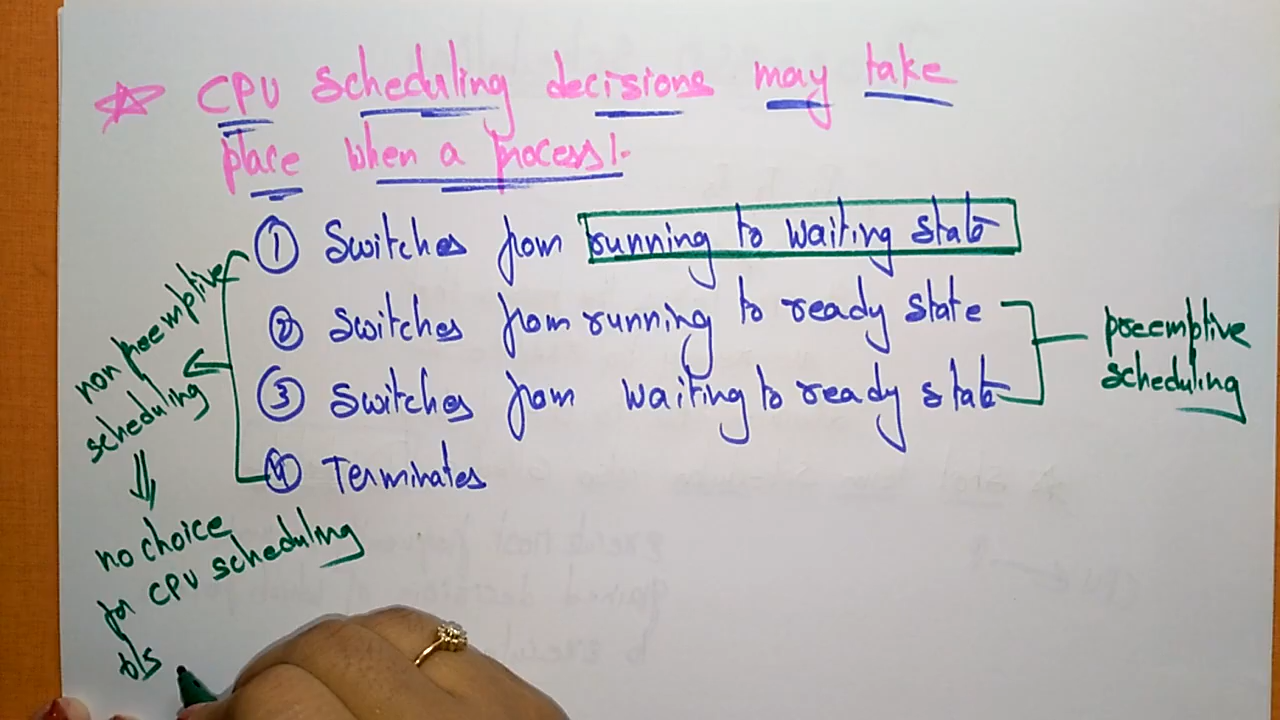 CPU scheduling decisions may take
place when a process:-
① Switches from running to waiting state
② Switches from running to ready state
③ Switches from waiting to ready state
④ Terminates
non preemptive
scheduling
no choice
for CPU scheduling
preemptive
scheduling